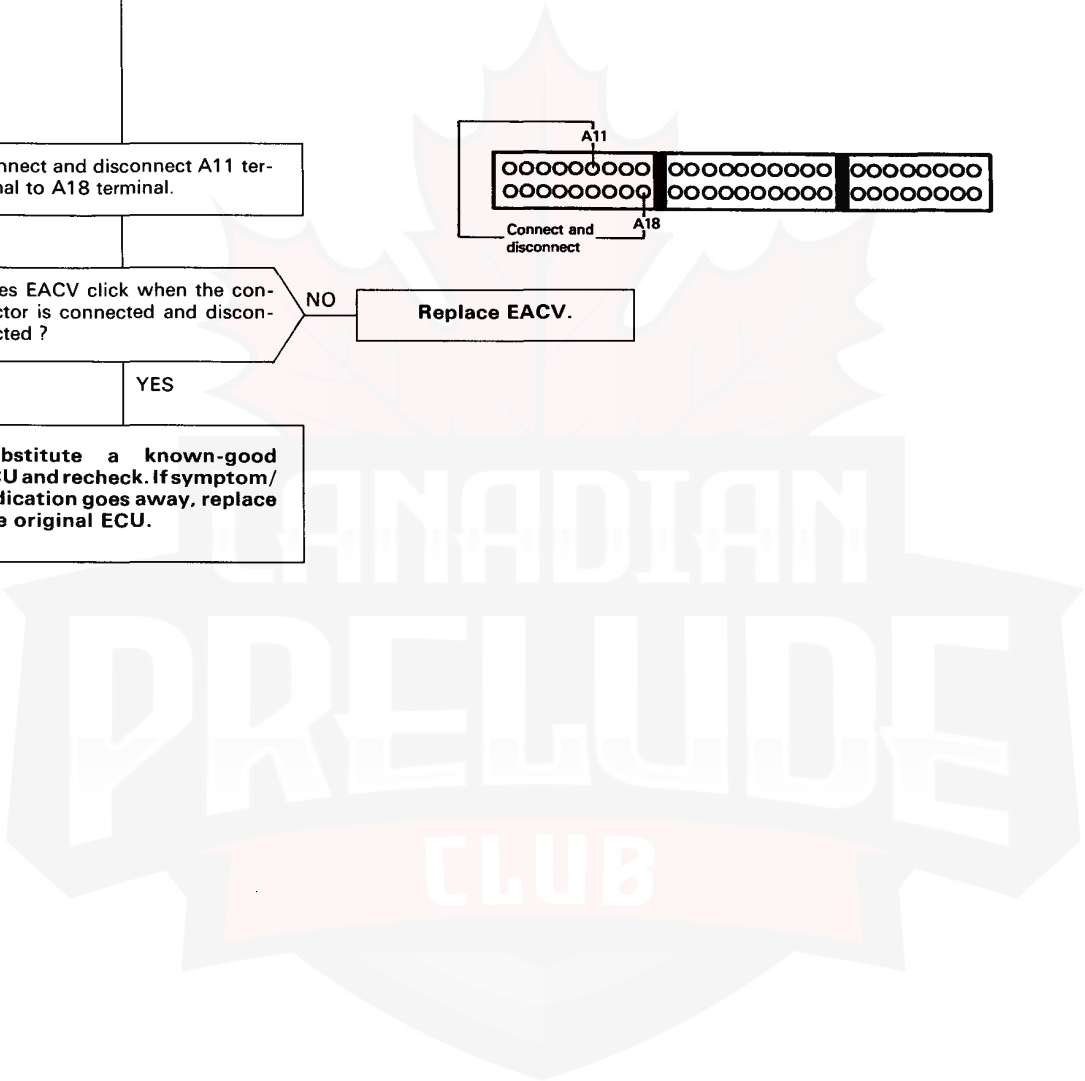 nnect and disconnect A11 ter-
nal to A18 terminal.
A11
A18
Connect and
disconnect
es EACV click when the con-
ctor is connected and discon-
cted ?
NO
Replace EACV.
YES
bstitute a known-good
CU and recheck. If symptom/
dication goes away, replace
e original ECU.
CANADIAN
PRELUDE
CLUB